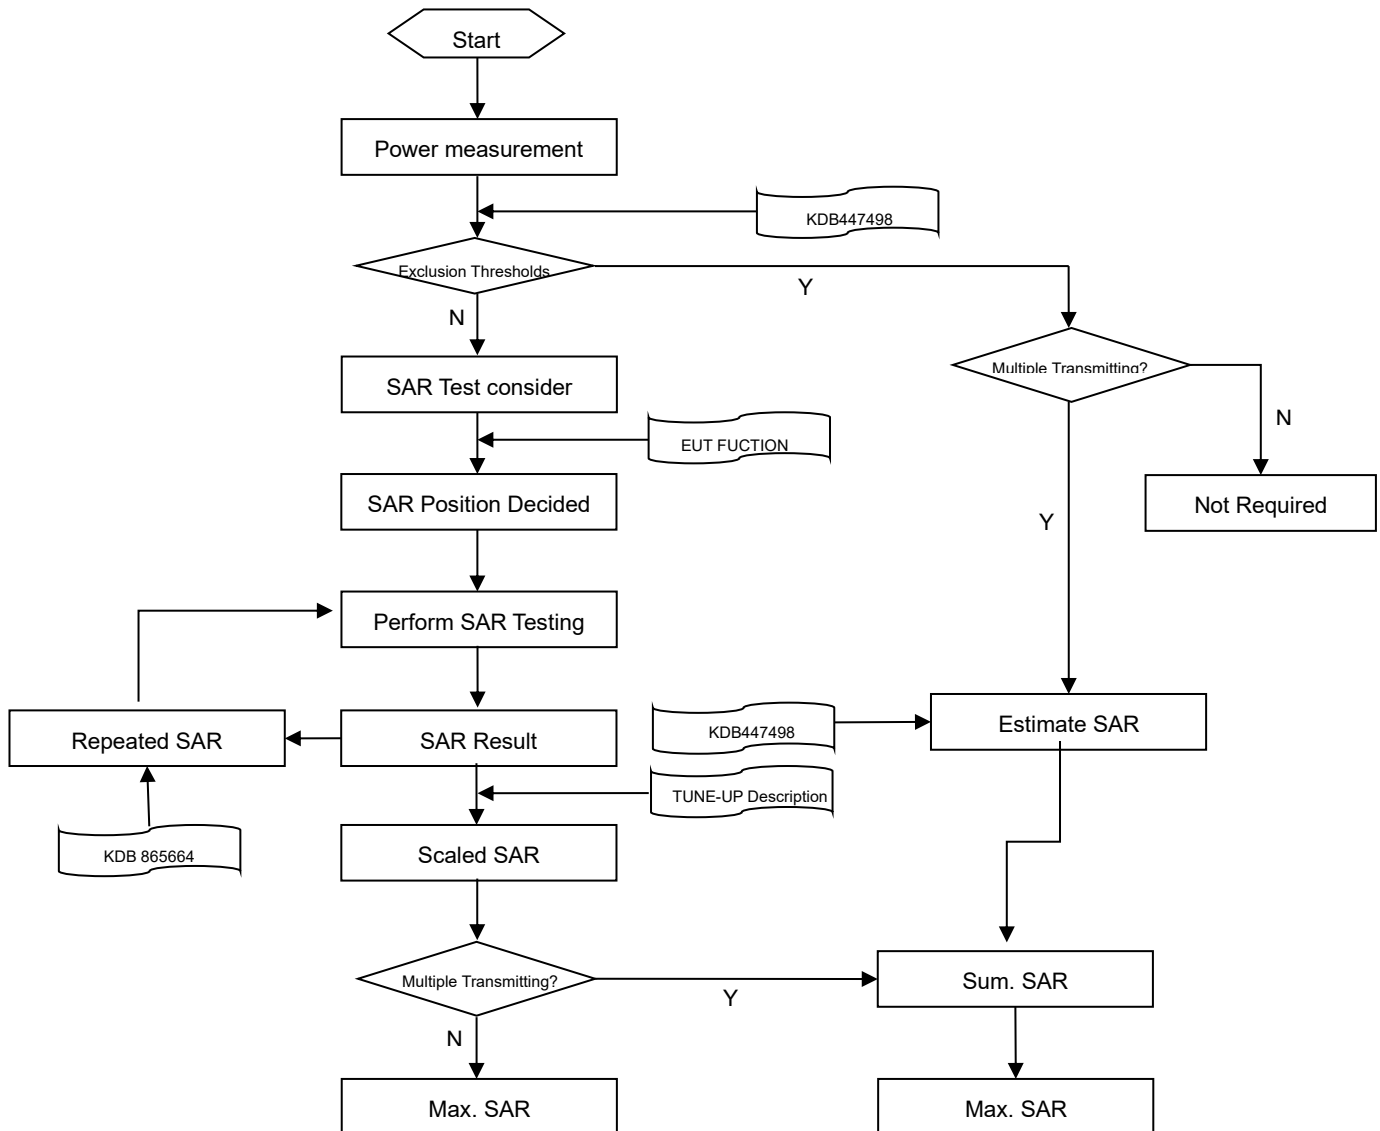 Start
Power measurement
KDB447498
Exclusion Thresholds
Y
N
Multiple Transmitting?
SAR Test consider
N
EUT FUCTION
SAR Position Decided
Not Required
Y
Perform SAR Testing
Repeated SAR
SAR Result
KDB447498
Estimate SAR
TUNE-UP Description
KDB 865664
Scaled SAR
Multiple Transmitting?
Y
Sum. SAR
N
Max. SAR
Max. SAR